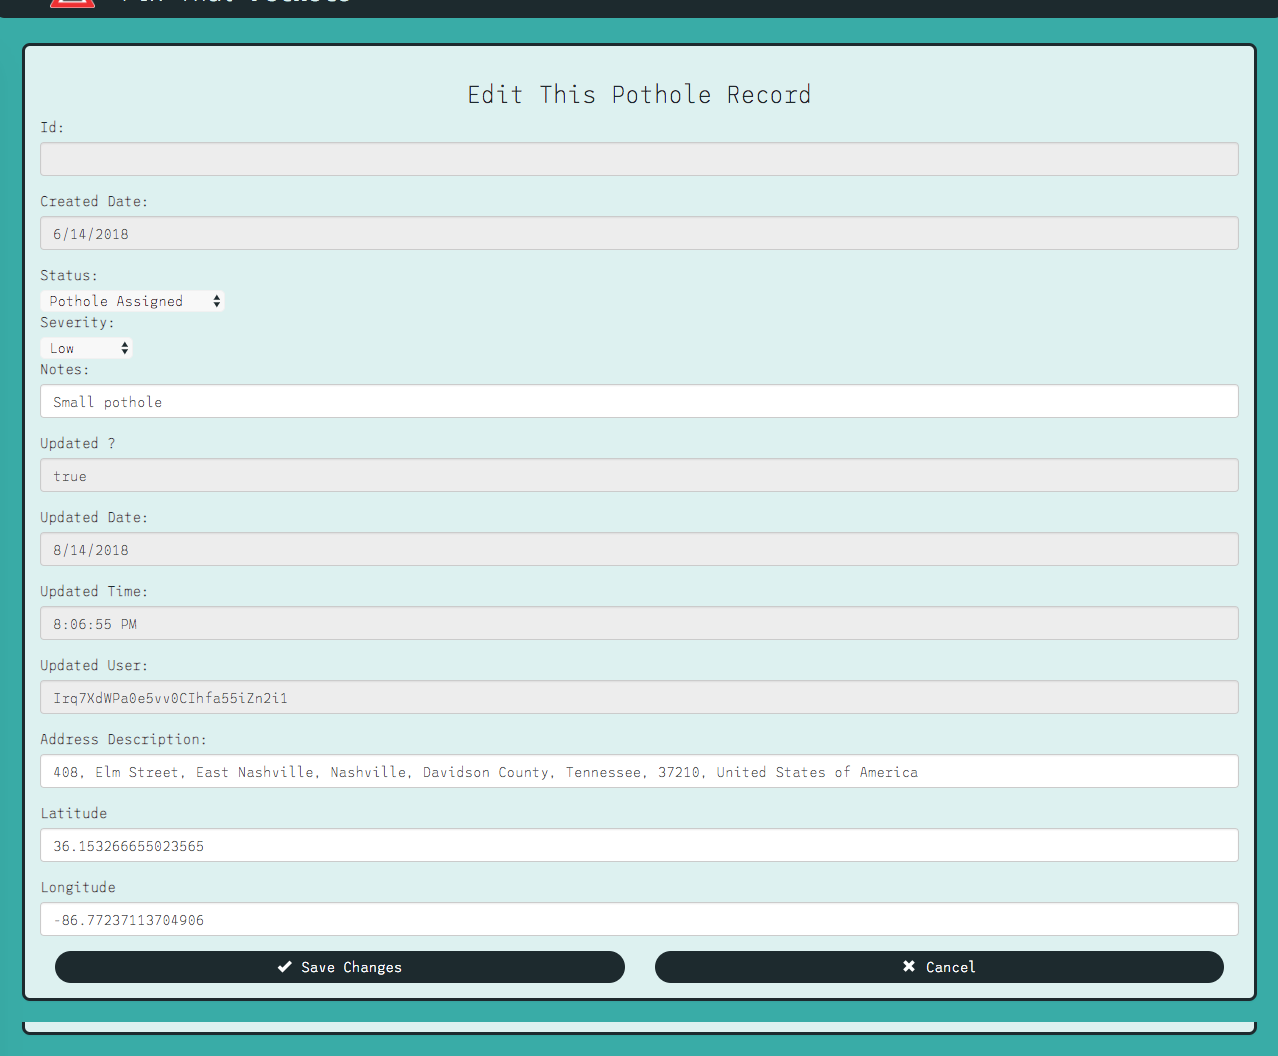 Edit This Pothole Record
Id:
Created Date:
6/14/2018
Status:
Pothole Assigned
Severity:
Low
Notes:
Small pothole
Updated ?
true
Updated Date:
8/14/2018
Updated Time:
8:06:55 PM
Updated User:
Irq7XdWPa0e5vv0CIhfa55iZn2i1
Address Description:
408, Elm Street, East Nashville, Nashville, Davidson County, Tennessee, 37210, United States of America
Latitude
36.153266655023565
Longitude
-86.77237113704906
Save Changes
Cancel